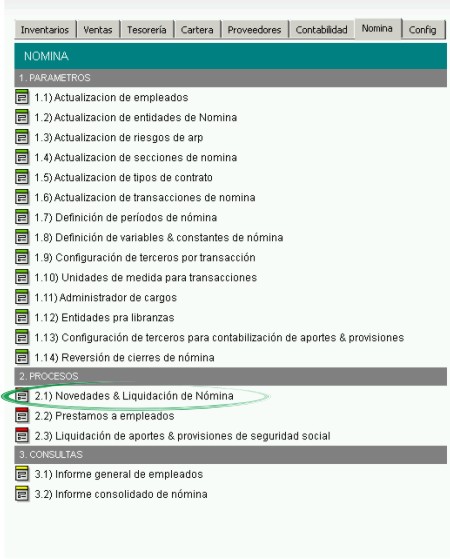 Inventarios Ventas Tesorería Cartera Proveedores Contabilidad Nomina Config
NOMINA
1. PARAMETROS
1.1) Actualizacion de empleados
1.2) Actualizacion de entidades de Nomina
1.3) Actualizacion de riesgos de arp
1.4) Actualizacion de secciones de nomina
1.5) Actualizacion de tipos de contrato
1.6) Actualizacion de transacciones de nomina
1.7) Definición de períodos de nómina
1.8) Definición de variables & constantes de nómina
1.9) Configuración de terceros por transacción
1.10) Unidades de medida para transacciones
1.11) Administrador de cargos
1.12) Entidades pra libranzas
1.13) Configuración de terceros para contabilización de aportes & provisiones
1.14) Reversión de cierres de nómina
2. PROCESOS
2.1) Novedades & Liquidación de Nómina
2.2) Prestamos a empleados
2.3) Liquidación de aportes & provisiones de seguridad social
3. CONSULTAS
3.1) Informe general de empleados
3.2) Informe consolidado de nómina